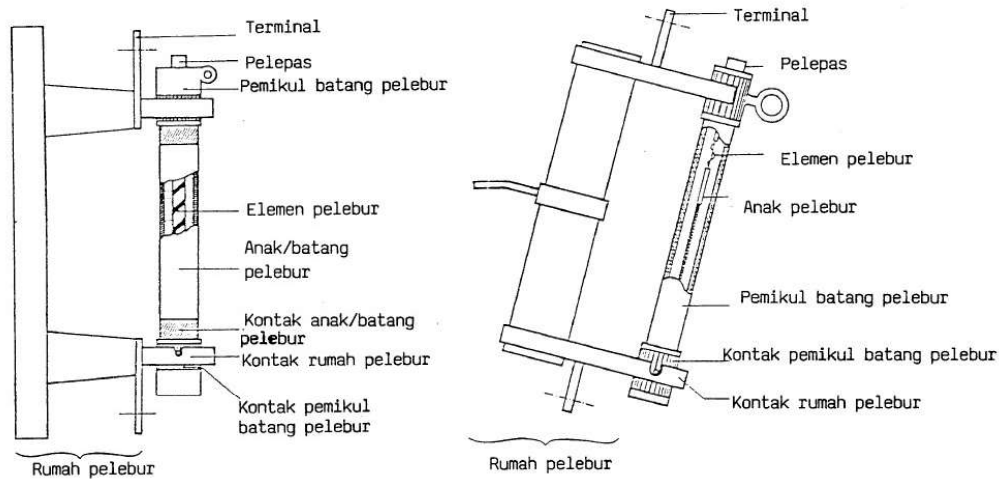 Terminal
Pelepas
Pemikul batang pelebur
Elemen pelebur
Anak/batang
pelebur
Kontak anak/batang
pelebur
Kontak rumah pelebur
Kontak pemikul
batang pelebur
Rumah pelebur
Terminal
Pelepas
Elemen pelebur
Anak pelebur
Pemikul batang pelebur
Kontak pemikul batang pelebur
Kontak rumah pelebur
Rumah pelebur